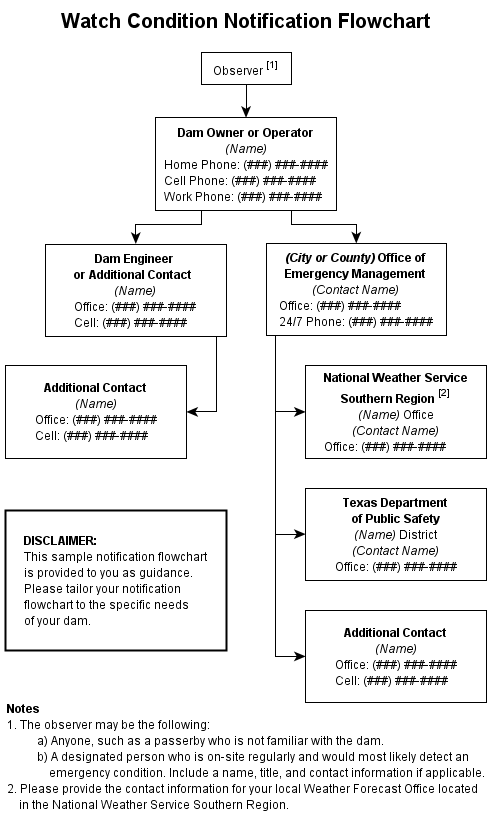 Watch Condition Notification Flowchart
Observer [1]
Dam Owner or Operator
(Name)
Home Phone: (###) ###-####
Cell Phone: (###) ###-####
Work Phone: (###) ###-####
Dam Engineer
or Additional Contact
(Name)
Office: (###) ###-####
Cell: (###) ###-####
(City or County) Office of
Emergency Management
(Contact Name)
Office: (###) ###-####
24/7 Phone: (###) ###-####
Additional Contact
(Name)
Office: (###) ###-####
Cell: (###) ###-####
National Weather Service
Southern Region [2]
(Name) Office
(Contact Name)
Office: (###) ###-####
Texas Department
of Public Safety
(Name) District
(Contact Name)
Office: (###) ###-####
Additional Contact
(Name)
Office: (###) ###-####
Cell: (###) ###-####
DISCLAIMER:
This sample notification flowchart
is provided to you as guidance.
Please tailor your notification
flowchart to the specific needs
of your dam.
Notes
1. The observer may be the following:
a) Anyone, such as a passerby who is not familiar with the dam.
b) A designated person who is on-site regularly and would most likely detect an
emergency condition. Include a name, title, and contact information if applicable.
2. Please provide the contact information for your local Weather Forecast Office located
in the National Weather Service Southern Region.